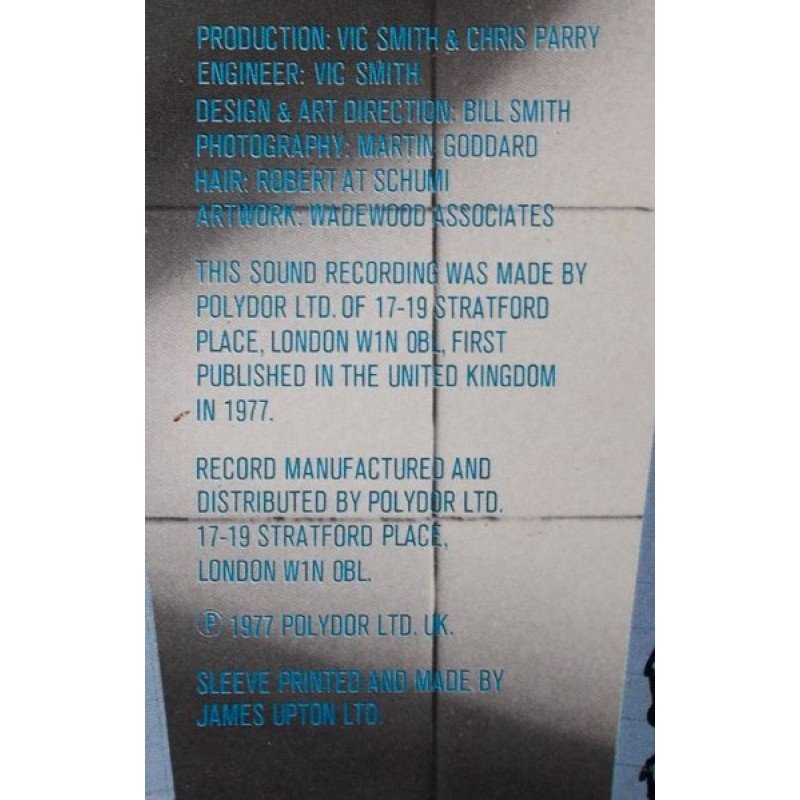 PRODUCTION: VIC SMITH & CHRIS PARRY
ENGINEER: VIC SMITH
DESIGN & ART DIRECTION: BILL SMITH
PHOTOGRAPHY: MARTIN GODDARD
HAIR: ROBERT AT SCHUMI
ARTWORK: WADEWOOD ASSOCIATES
THIS SOUND RECORDING WAS MADE BY
POLYDOR LTD. OF 17-19 STRATFORD
PLACE, LONDON W1N 0BL, FIRST
PUBLISHED IN THE UNITED KINGDOM
IN 1977.
RECORD MANUFACTURED AND
DISTRIBUTED BY POLYDOR LTD.
17-19 STRATFORD PLACE,
LONDON W1N 0BL.
℗ 1977 POLYDOR LTD. UK.
SLEEVE PRINTED AND MADE BY
JAMES UPTON LTD.